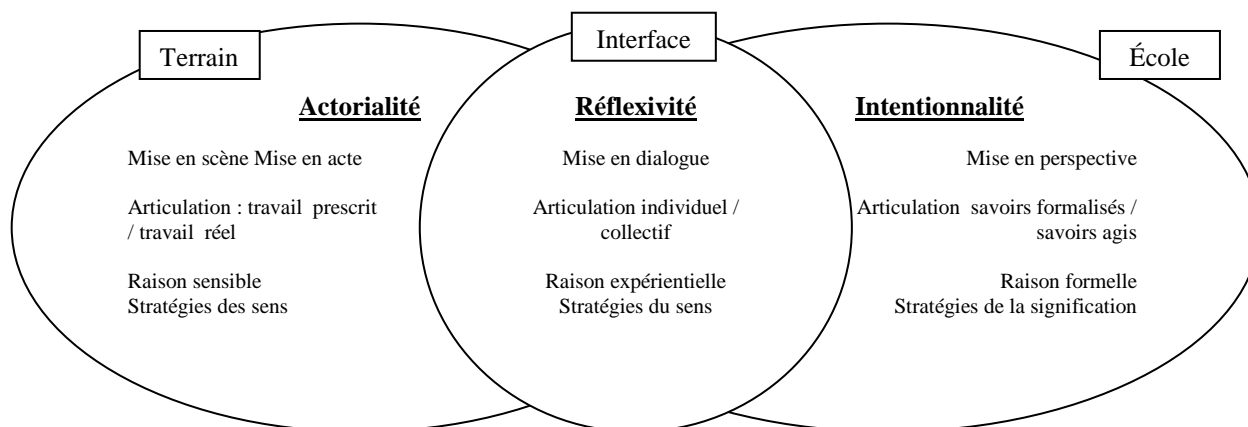 Terrain
Interface
École
Actorialité
Réflexivité
Intentionnalité
Mise en scène Mise en acte
Mise en dialogue
Mise en perspective
Articulation : travail prescrit
/ travail réel
Articulation individuel /
collectif
Articulation savoirs formalisés /
savoirs agis
Raison sensible
Stratégies des sens
Raison expérientielle
Stratégies du sens
Raison formelle
Stratégies de la signification